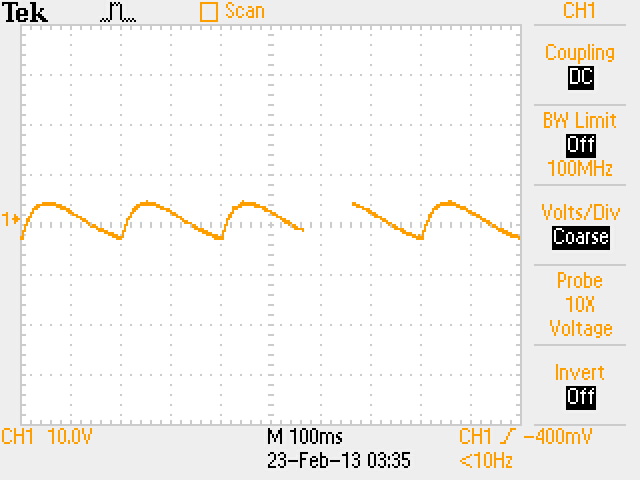 Tek
Scan
CH1
Coupling
DC
BW Limit
Off
100MHz
Volts/Div
Coarse
Probe
10X
Voltage
Invert
Off
1
CH1 10.0V
M 100ms
CH1 -400mV
23-Feb-13 03:35
<10Hz